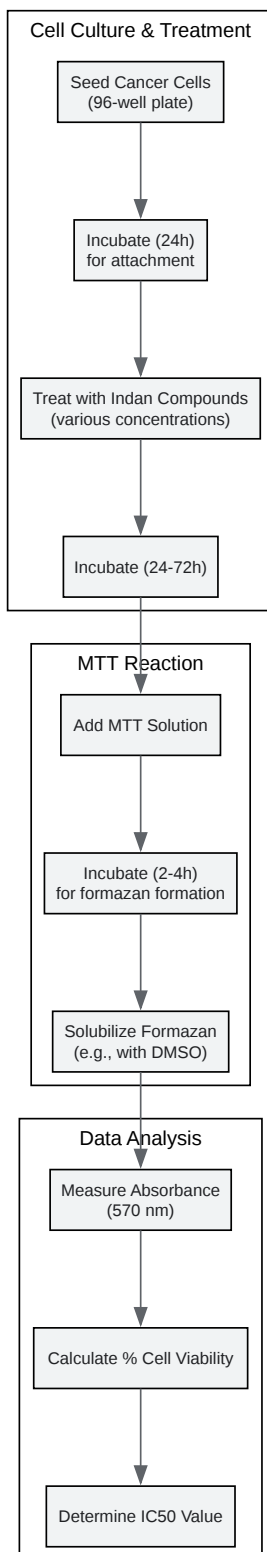 Cell Culture & Treatment
Seed Cancer Cells
(96-well plate)
Incubate (24h)
for attachment
Treat with Indan Compounds
(various concentrations)
Incubate (24-72h)
MTT Reaction
Add MTT Solution
Incubate (2-4h)
for formazan formation
Solubilize Formazan
(e.g., with DMSO)
Data Analysis
Measure Absorbance
(570 nm)
Calculate % Cell Viability
Determine IC50 Value